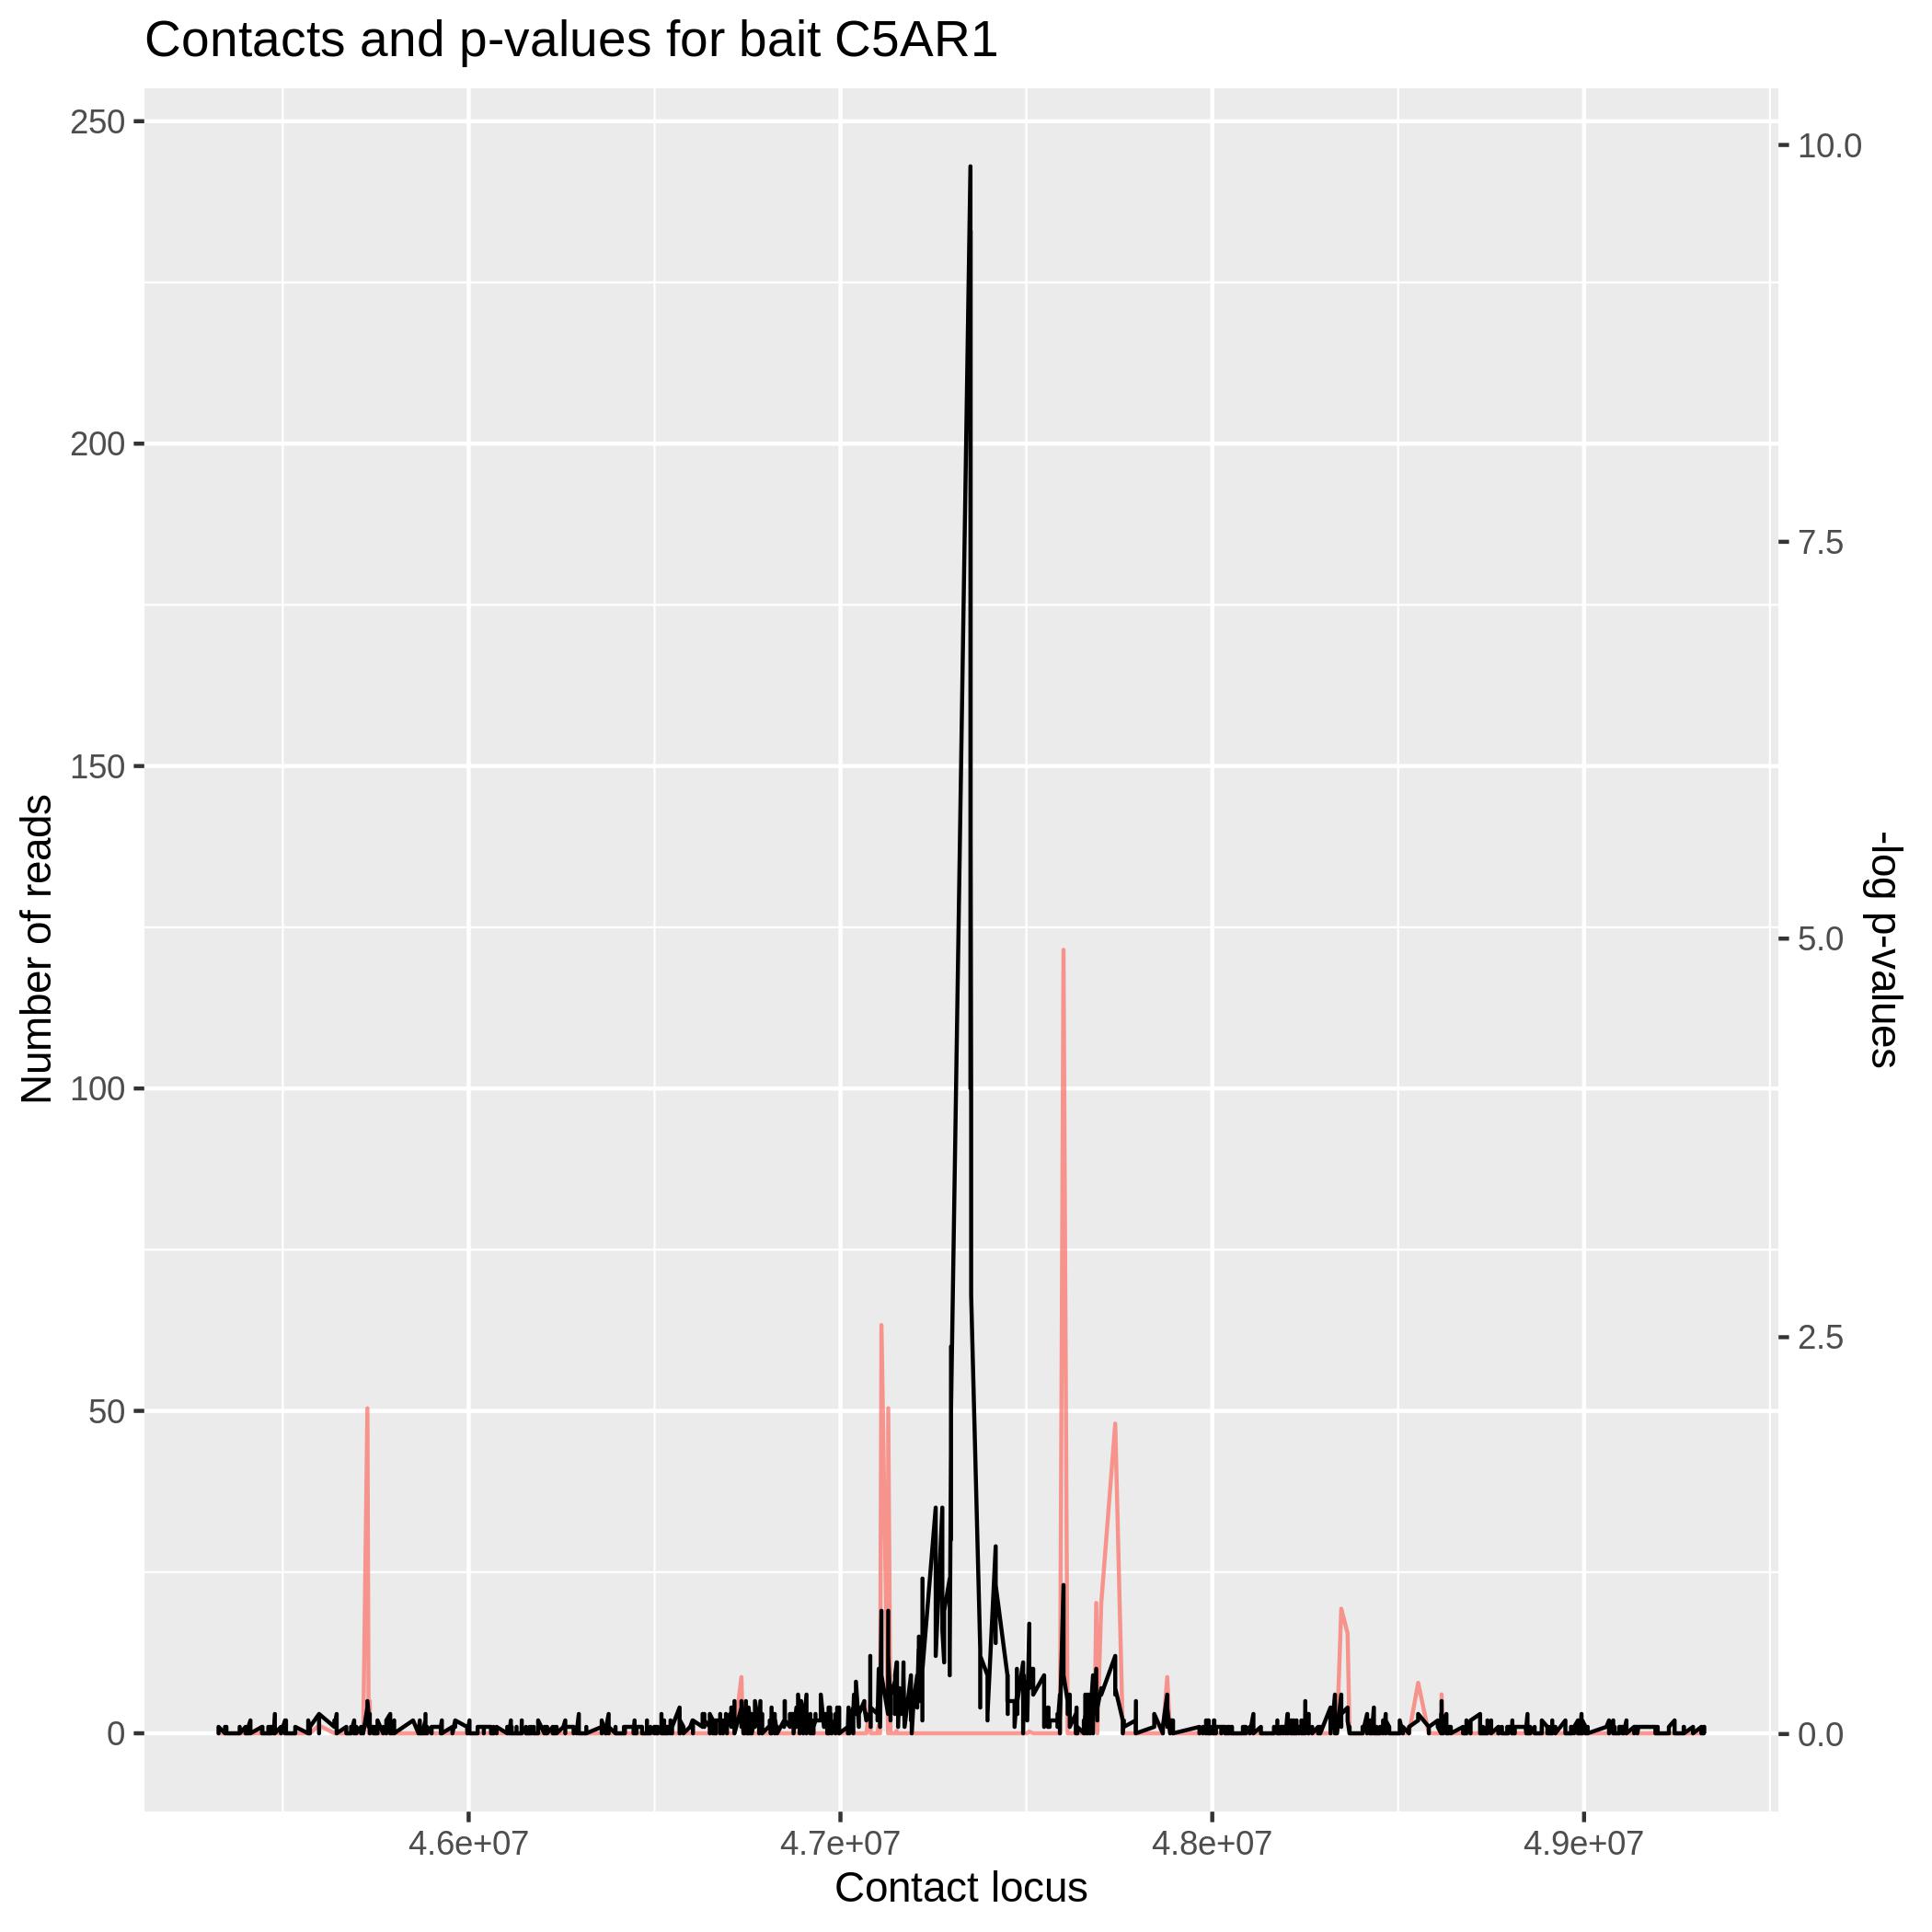 Contacts and p-values for bait C5AR1
250
200
150
100
50
0
Number of reads
10.0
7.5
5.0
2.5
0.0
-log p-values
4.6e+07
4.7e+07
4.8e+07
4.9e+07
Contact locus